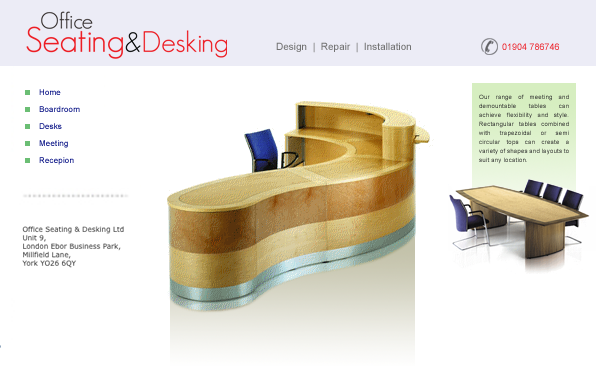 Office
Seating&Desking
Design | Repair | Installation
01904 786746
Home
Boardroom
Desks
Meeting
Recepion
Office Seating & Desking Ltd
Unit 9,
London Ebor Business Park,
Millfield Lane,
York YO26 6QY
Our range of meeting and
demountable tables can
achieve flexibility and style.
Rectangular tables combined
with trapezoidal or semi
circular tops can create a
variety of shapes and layouts to
suit any location.